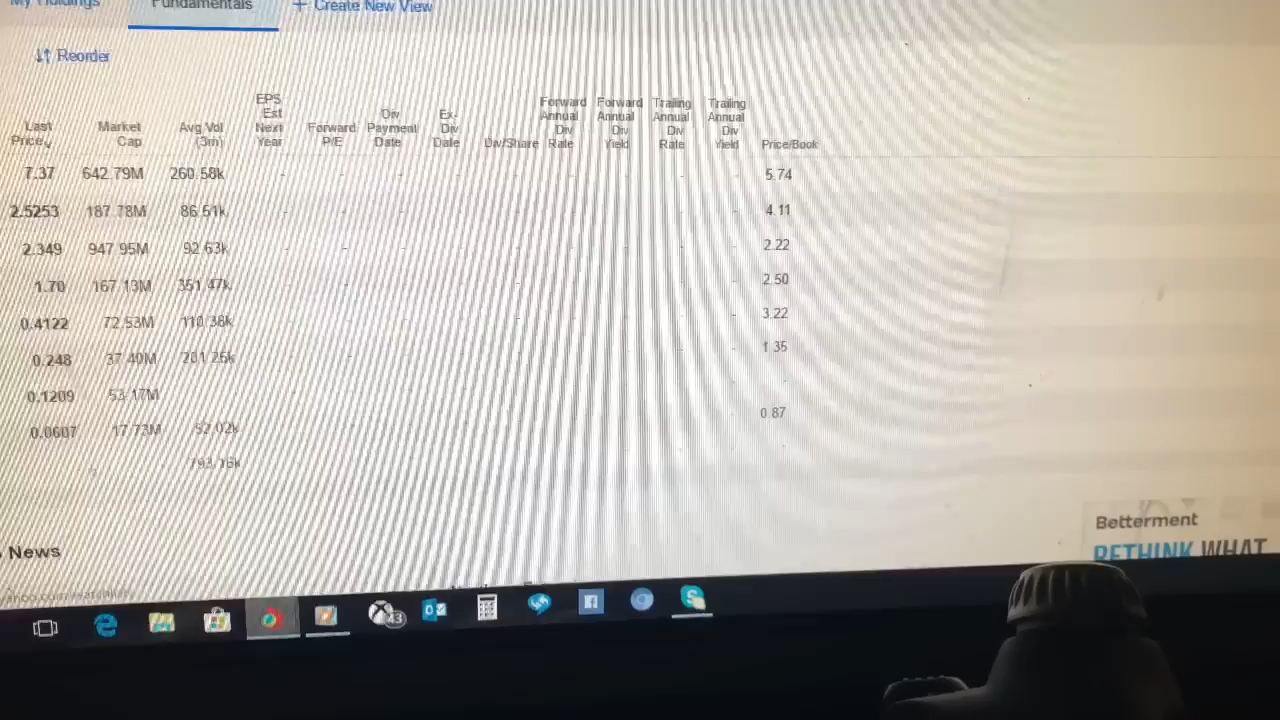 My Holdings Fundamentals + Create New View
Reorder
Last Price Market Cap Avg Vol (3m) EPS Est Next Year Forward P/E Div Payment Date Ex-Div Date Div/Share Forward Annual Div Rate Forward Annual Div Yield Trailing Annual Div Rate Trailing Annual Div Yield Price/Book
7.37 642.79M 260.58k - - - - - - - - - 5.74
2.5253 187.78M 86.51k - - - - - - - - - 4.11
2.349 947.95M 92.63k - - - - - - - - - 2.22
1.70 167.13M 351.47k - - - - - - - - - 2.50
0.4122 72.53M 110.38k - - - - - - - - - 3.22
0.248 37.40M 201.25k - - - - - - - - - 1.35
0.1209 53.17M -
0.0607 17.73M 52.02k 0.87
793.16k
News
Betterment
RETHINK WHAT
43